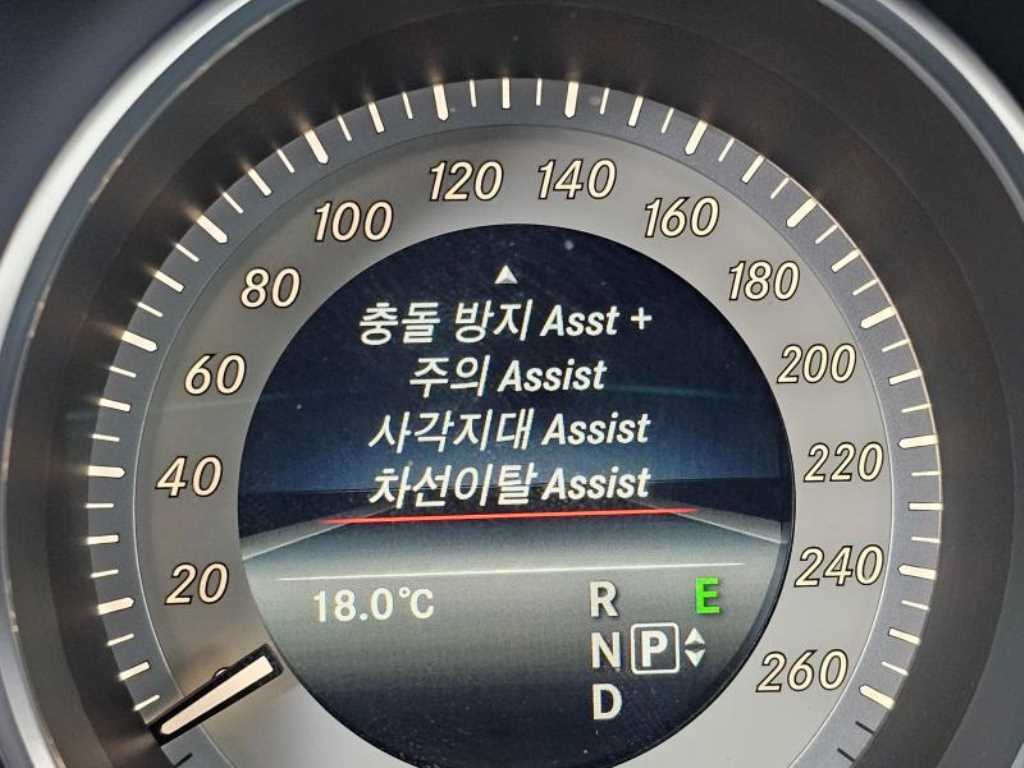 120 140
100 160
80 180
60 200
40 220
20 240
260
충돌 방지 Asst +
주의 Assist
사각지대 Assist
차선이탈 Assist
18.0°C
R E
N P
D